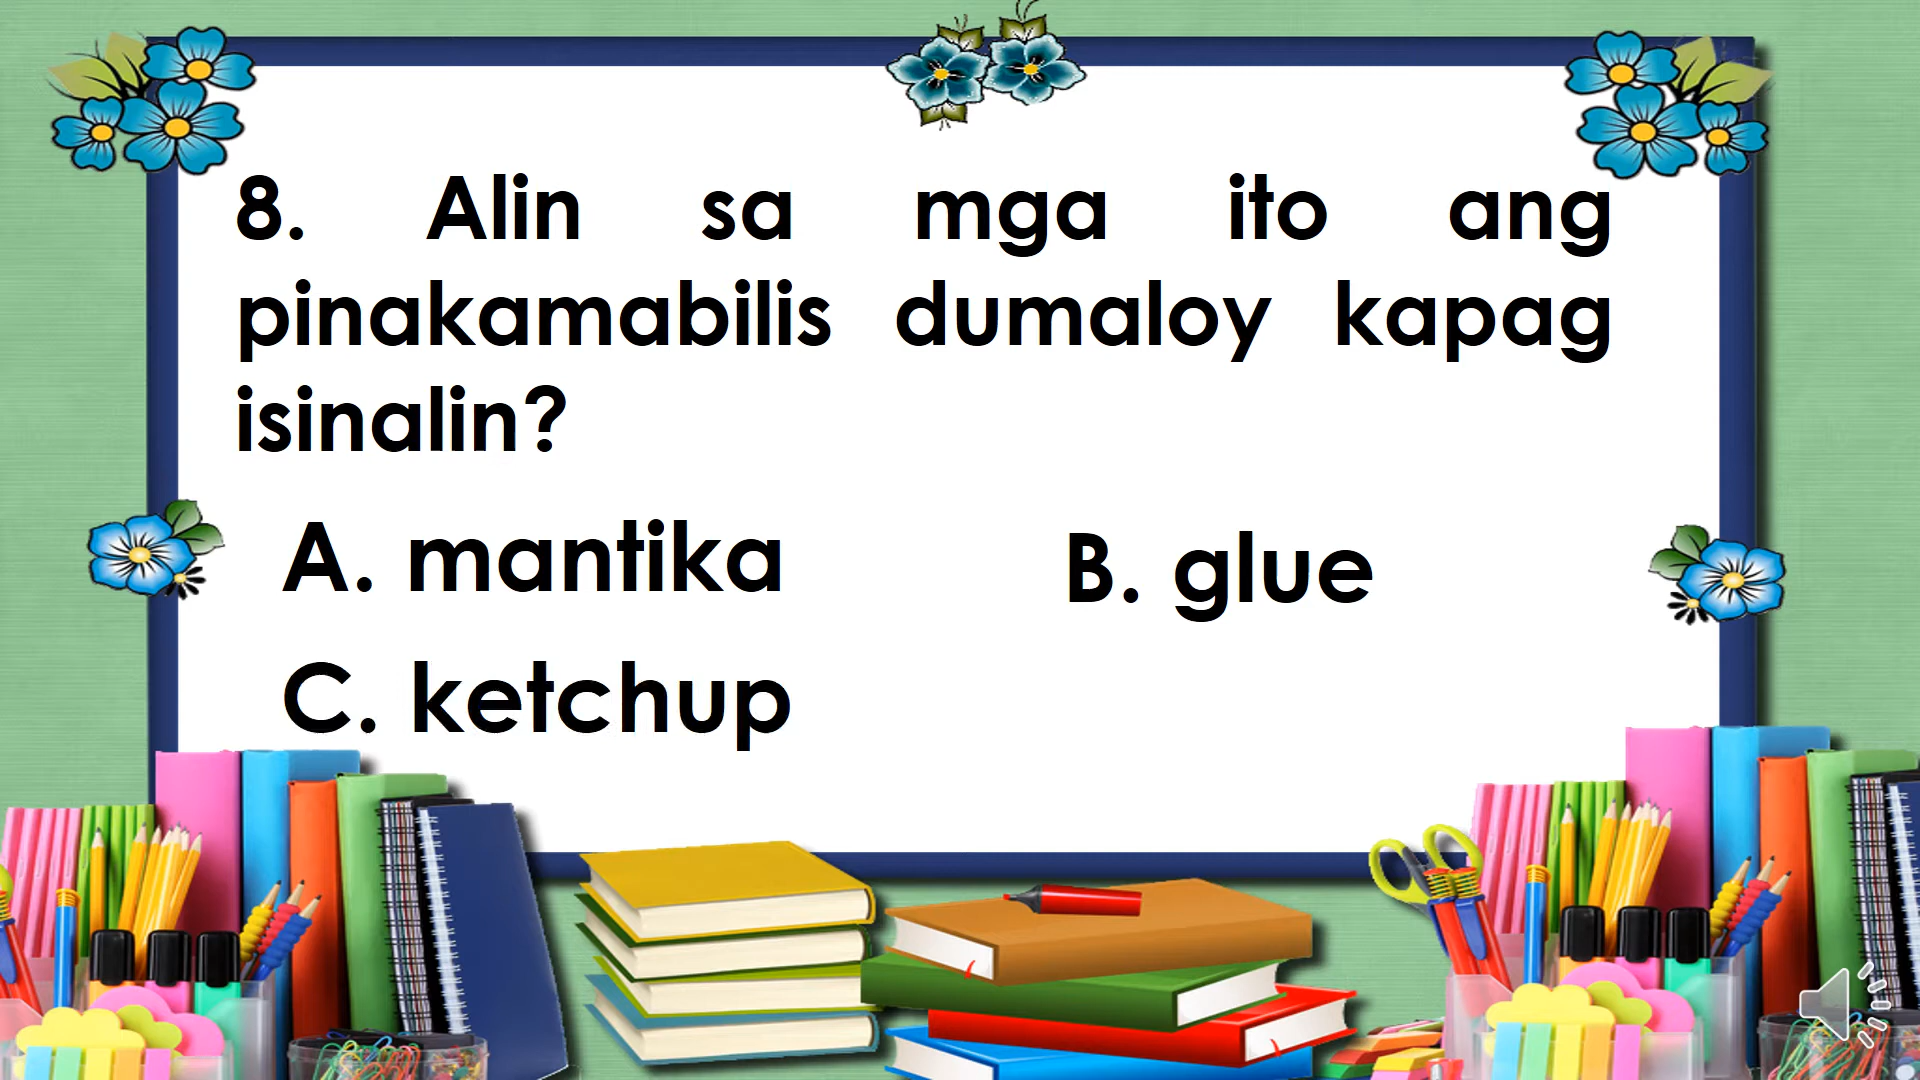 8. Alin sa mga ito ang
pinakamabilis dumaloy kapag
isinalin?
A. mantika
B. glue
C. ketchup